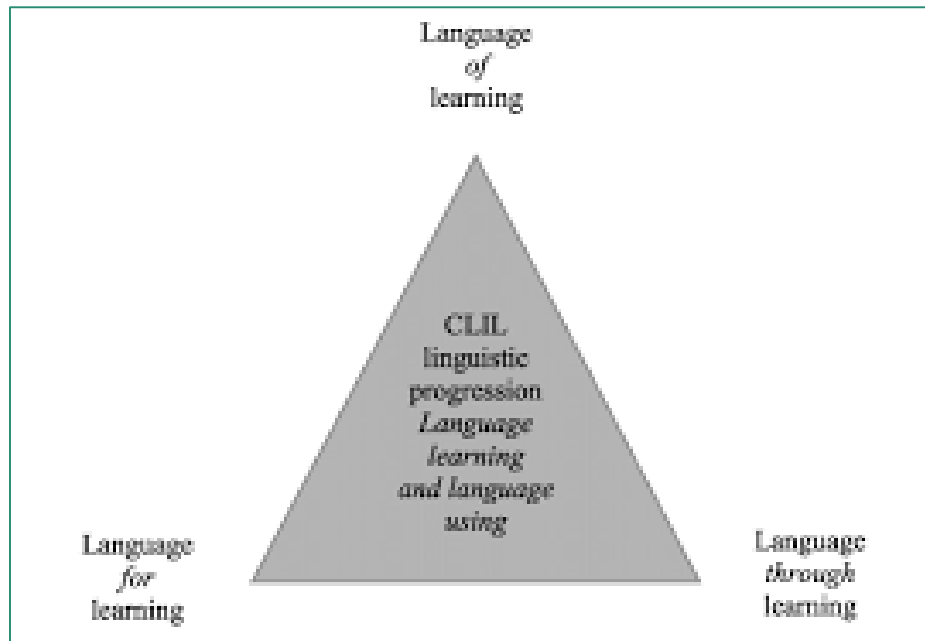 Language
of
learning
CLIL
linguistic
progression
Language
learning
and language
using
Language
for
learning
Language
through
learning